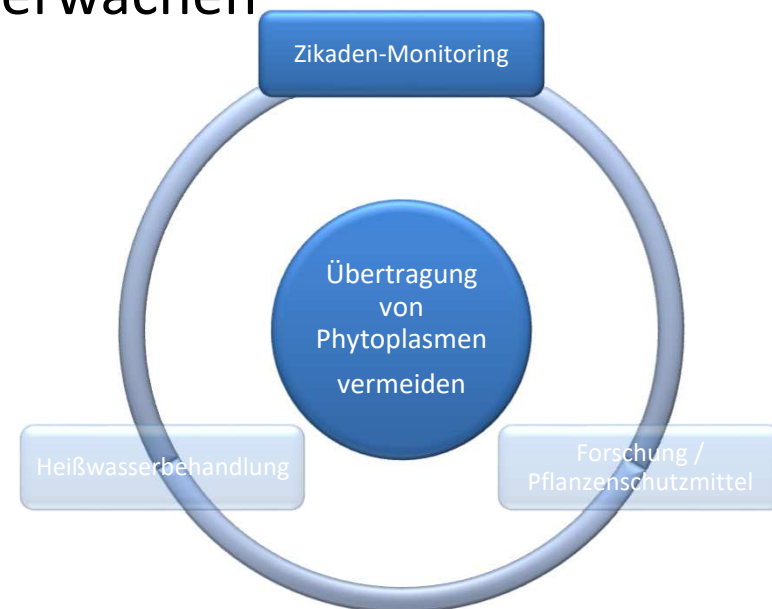 erwachen
Zikaden-Monitoring
Übertragung
von
Phytoplasmen
vermeiden
Heißwasserbehandlung
Forschung /
Pflanzenschutzmittel